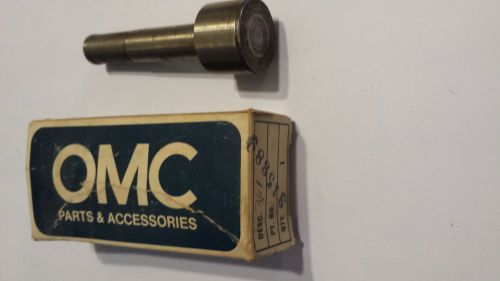 OMC
PARTS & ACCESSORIES
DESC.
PT. NO.
QTY. 1